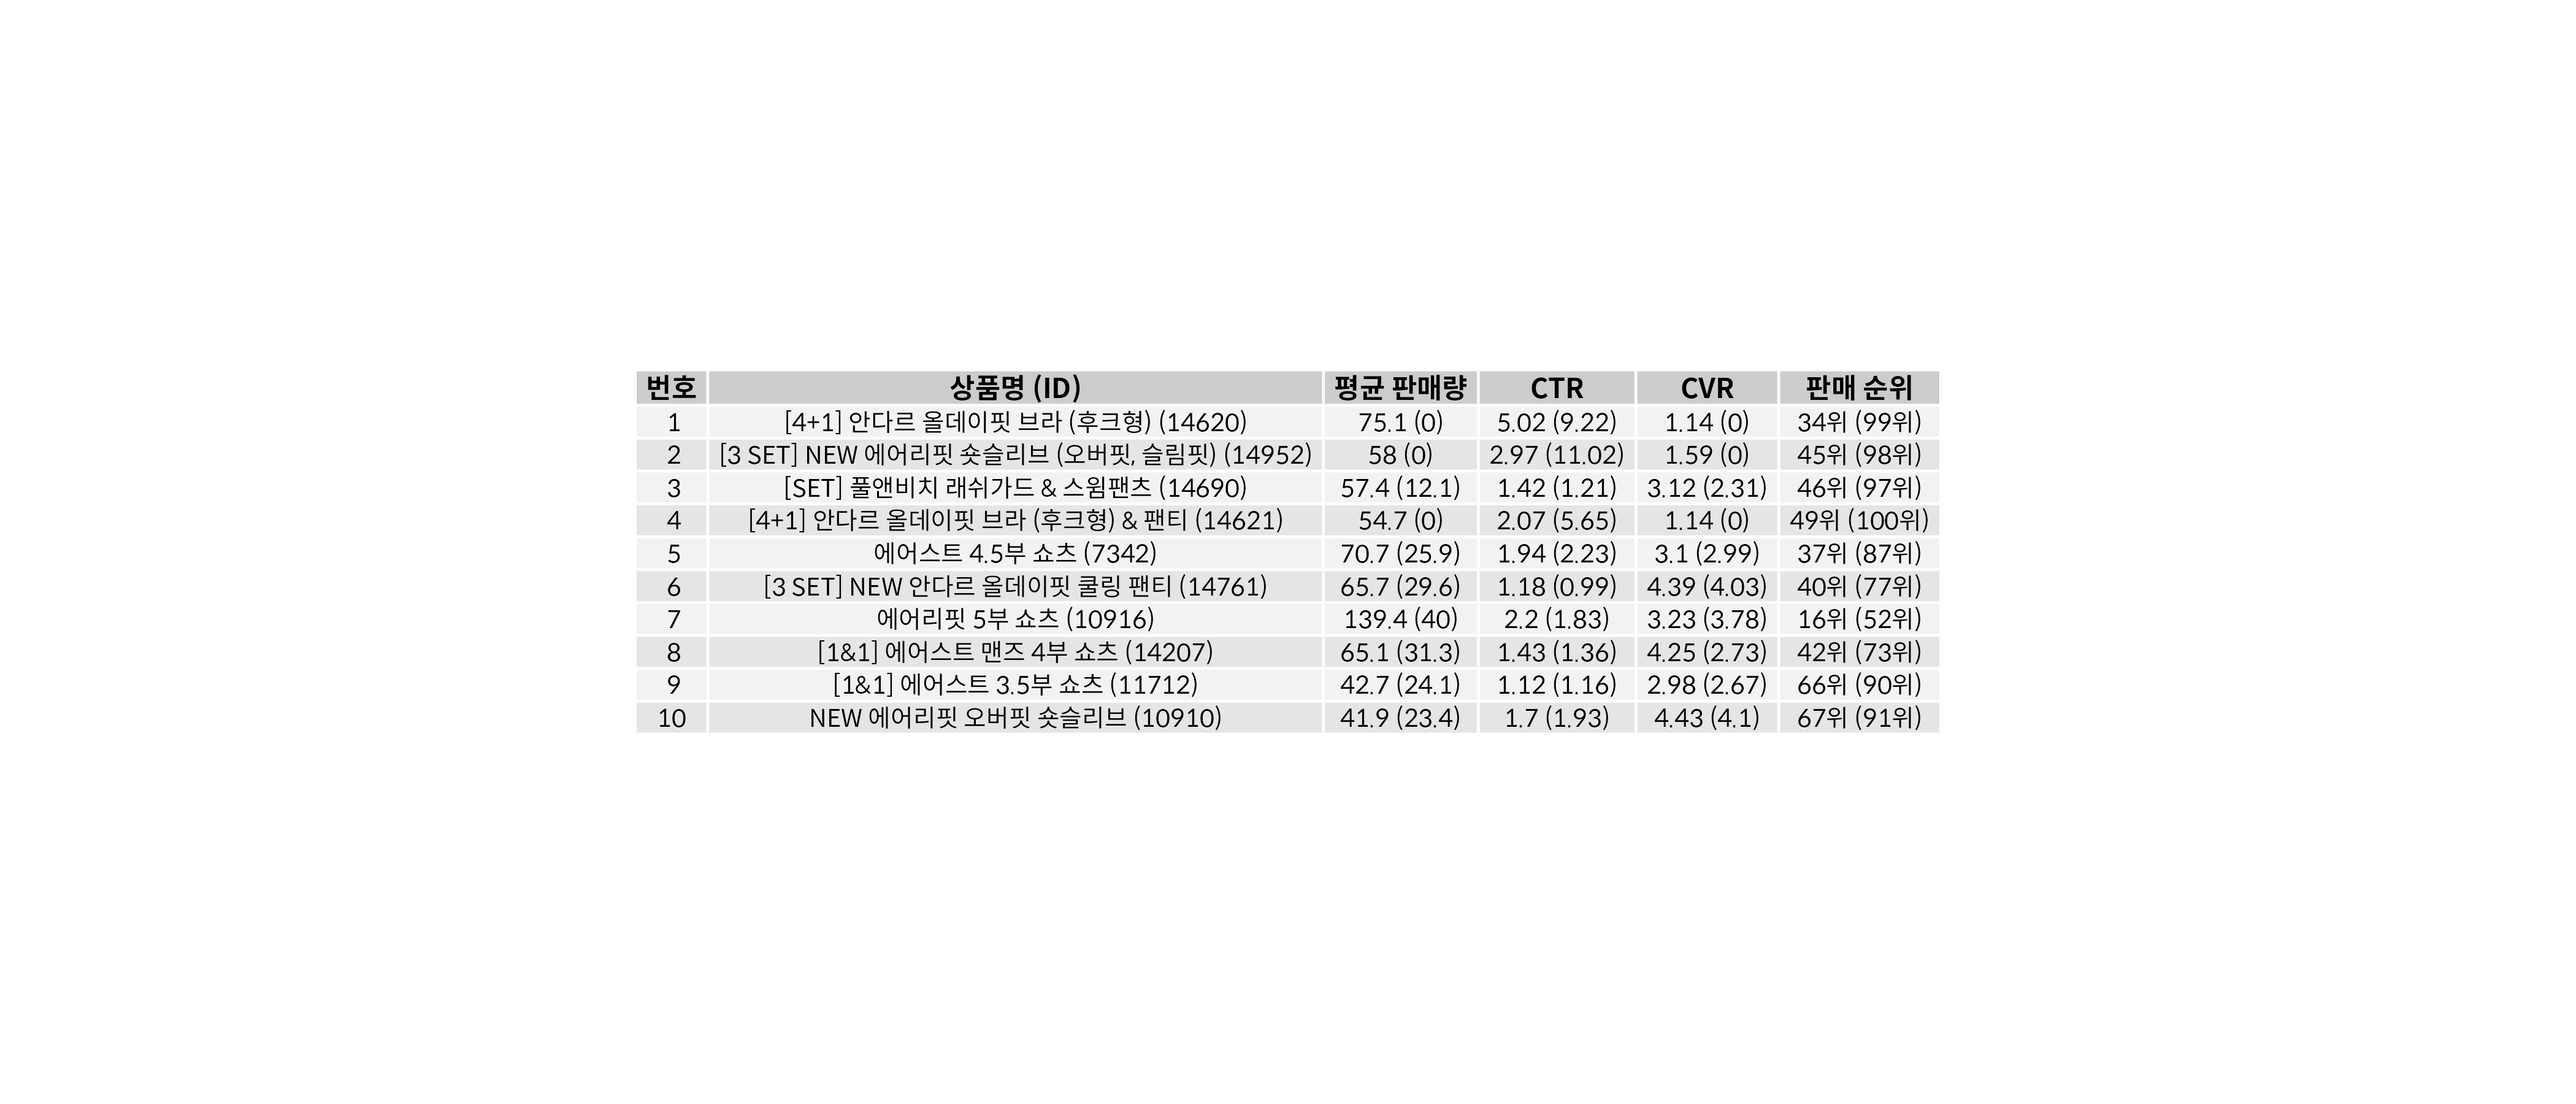 번호 상품명 (ID) 평균 판매량 CTR CVR 판매 순위
1 [4+1] 안다르 올데이핏 브라 (후크형) (14620) 75.1 (0) 5.02 (9.22) 1.14 (0) 34위 (99위)
2 [3 SET] NEW 에어리핏 숏슬리브 (오버핏, 슬림핏) (14952) 58 (0) 2.97 (11.02) 1.59 (0) 45위 (98위)
3 [SET] 풀앤비치 래쉬가드 & 스윔팬츠 (14690) 57.4 (12.1) 1.42 (1.21) 3.12 (2.31) 46위 (97위)
4 [4+1] 안다르 올데이핏 브라 (후크형) & 팬티 (14621) 54.7 (0) 2.07 (5.65) 1.14 (0) 49위 (100위)
5 에어스트 4.5부 쇼츠 (7342) 70.7 (25.9) 1.94 (2.23) 3.1 (2.99) 37위 (87위)
6 [3 SET] NEW 안다르 올데이핏 쿨링 팬티 (14761) 65.7 (29.6) 1.18 (0.99) 4.39 (4.03) 40위 (77위)
7 에어리핏 5부 쇼츠 (10916) 139.4 (40) 2.2 (1.83) 3.23 (3.78) 16위 (52위)
8 [1&1] 에어스트 맨즈 4부 쇼츠 (14207) 65.1 (31.3) 1.43 (1.36) 4.25 (2.73) 42위 (73위)
9 [1&1] 에어스트 3.5부 쇼츠 (11712) 42.7 (24.1) 1.12 (1.16) 2.98 (2.67) 66위 (90위)
10 NEW 에어리핏 오버핏 숏슬리브 (10910) 41.9 (23.4) 1.7 (1.93) 4.43 (4.1) 67위 (91위)